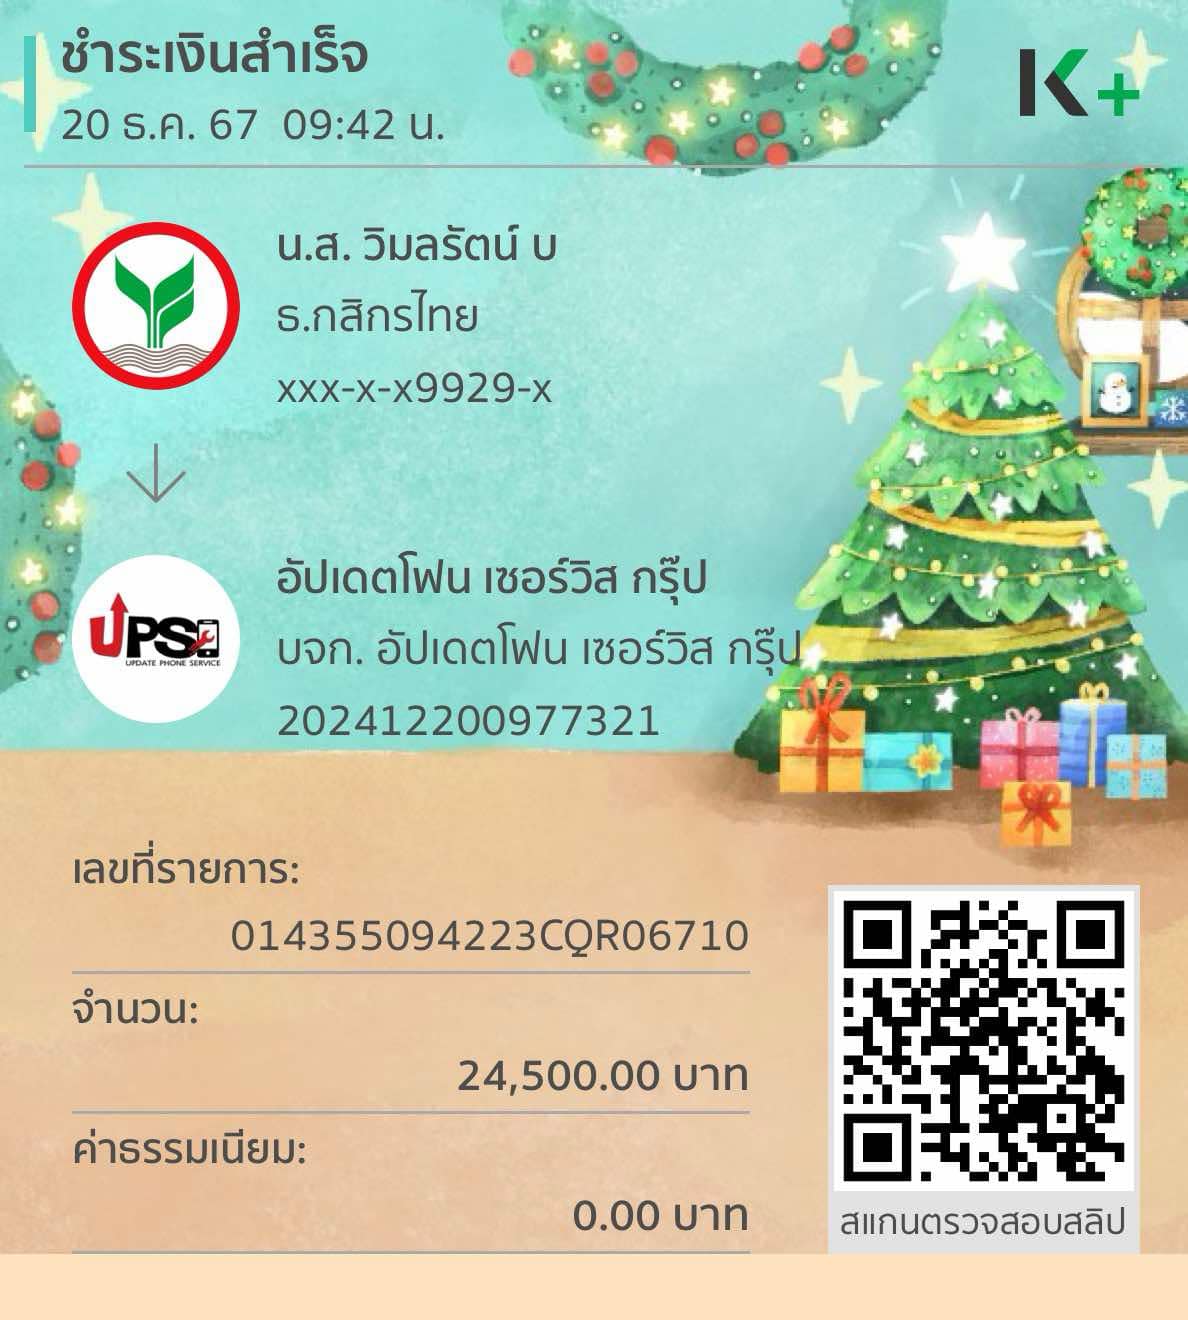 ชำระเงินสำเร็จ
20 ธ.ค. 67 09:42 น.
K+
น.ส. วิมลรัตน์ บ
ธ.กสิกรไทย
xxx-x-x9929-x
UPS
UPDATE PHONE SERVICE
อัปเดตโฟน เซอร์วิส กรุ๊ป
บจก. อัปเดตโฟน เซอร์วิส กรุ๊ป
202412200977321
เลขที่รายการ:
014355094223CQR06710
จำนวน:
24,500.00 บาท
ค่าธรรมเนียม:
0.00 บาท
สแกนตรวจสอบสลิป